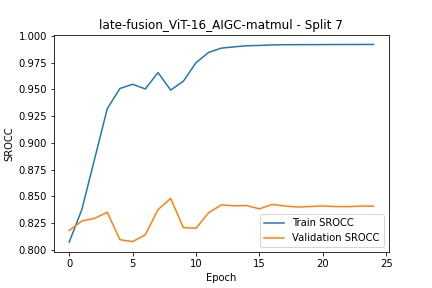 late-fusion_ViT-16_AIGC-matmul - Split 7
1.000
0.975
0.950
0.925
0.900
0.875
0.850
0.825
0.800
SROCC
Train SROCC
Validation SROCC
0 5 10 15 20 25
Epoch